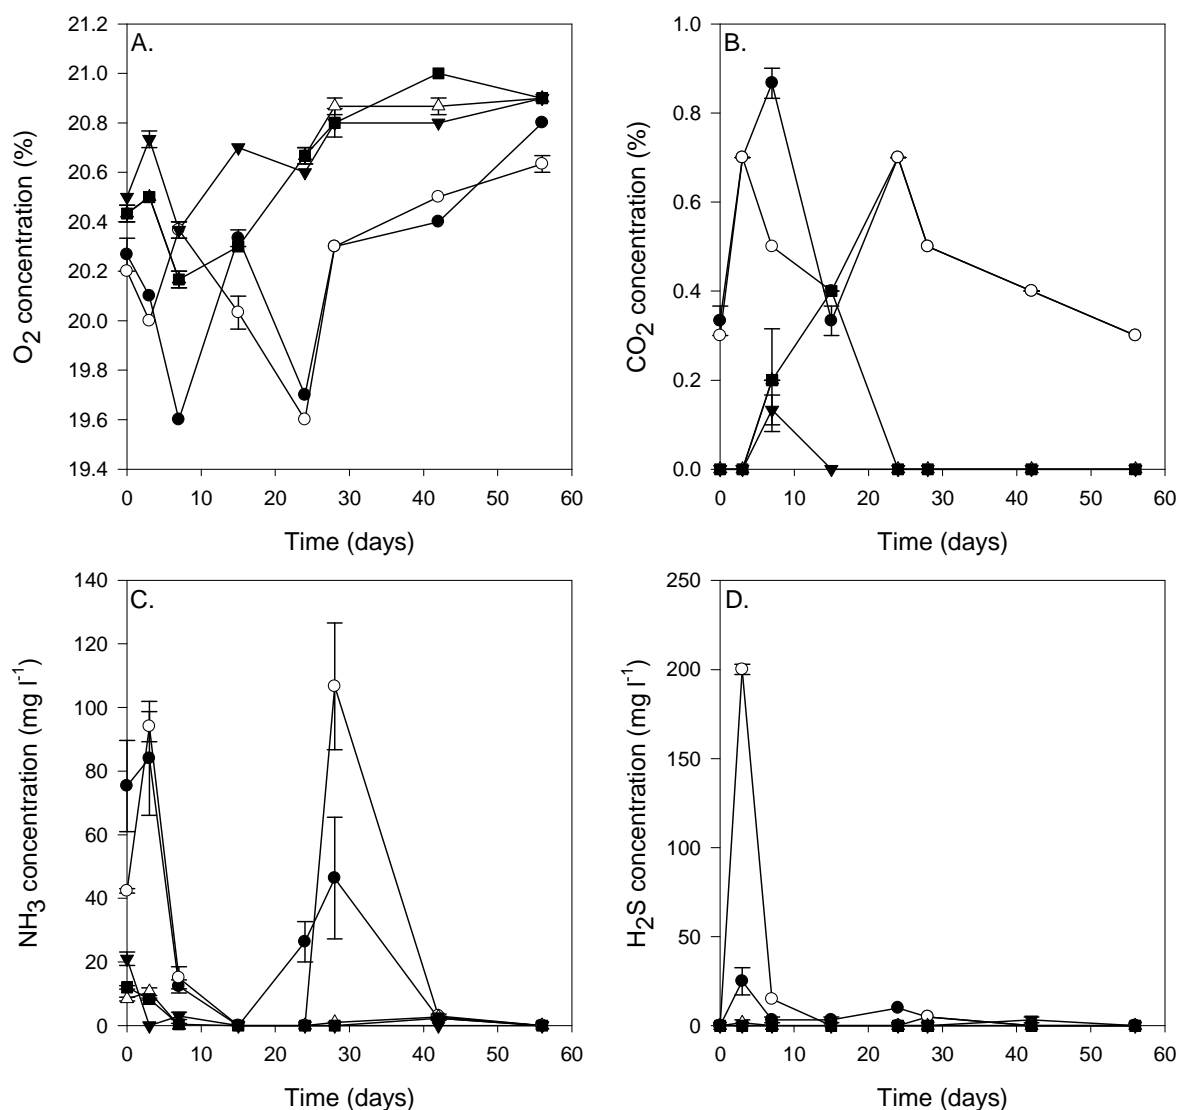 A.
O2 concentration (%)
21.2
21.0
20.8
20.6
20.4
20.2
20.0
19.8
19.6
19.4
0 10 20 30 40 50 60
Time (days)
B.
CO2 concentration (%)
1.0
0.8
0.6
0.4
0.2
0.0
0 10 20 30 40 50 60
Time (days)
C.
NH3 concentration (mg l-1)
140
120
100
80
60
40
20
0
0 10 20 30 40 50 60
Time (days)
D.
H2S concentration (mg l-1)
250
200
150
100
50
0
0 10 20 30 40 50 60
Time (days)